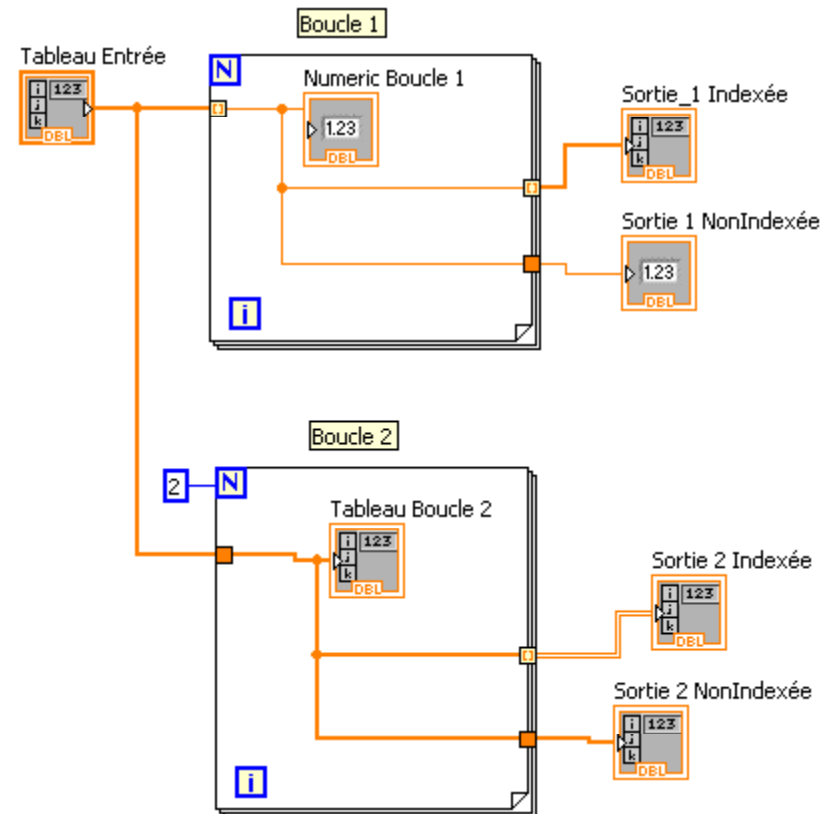 Boucle 1
Tableau Entrée
i 123
j
k
DBL
N
Numeric Boucle 1
1.23
DBL
Sortie_1 Indexée
i 123
j
k
DBL
Sortie 1 NonIndexée
1.23
DBL
i
Boucle 2
2
N
Tableau Boucle 2
i 123
j
k
DBL
Sortie 2 Indexée
i 123
j
k
DBL
Sortie 2 NonIndexée
i 123
j
k
DBL
i